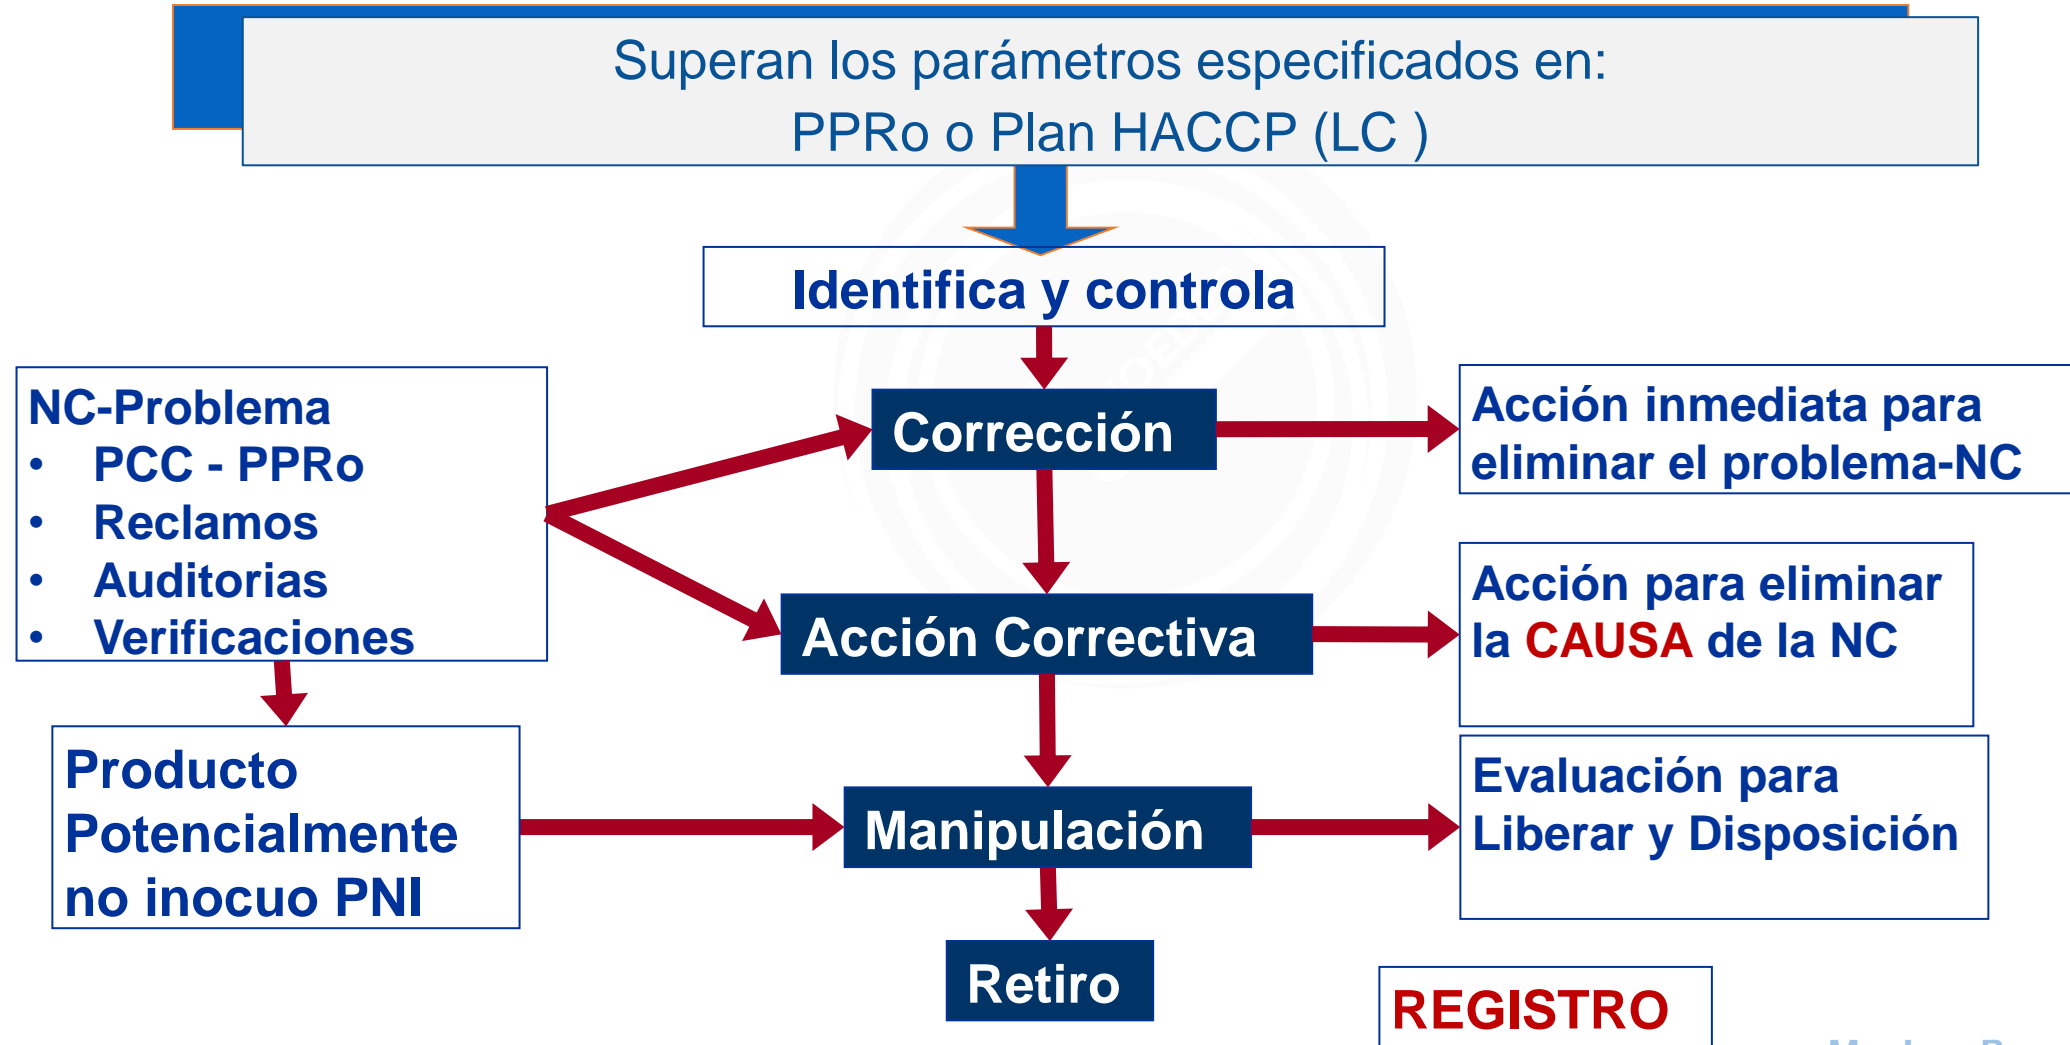 Superan los parámetros especificados en:
PPRo o Plan HACCP (LC )
Identifica y controla
NC-Problema
• PCC - PPRo
• Reclamos
• Auditorias
• Verificaciones
Corrección
Acción inmediata para
eliminar el problema-NC
Acción Correctiva
Acción para eliminar
la CAUSA de la NC
Producto
Potencialmente
no inocuo PNI
Manipulación
Evaluación para
Liberar y Disposición
Retiro
REGISTRO